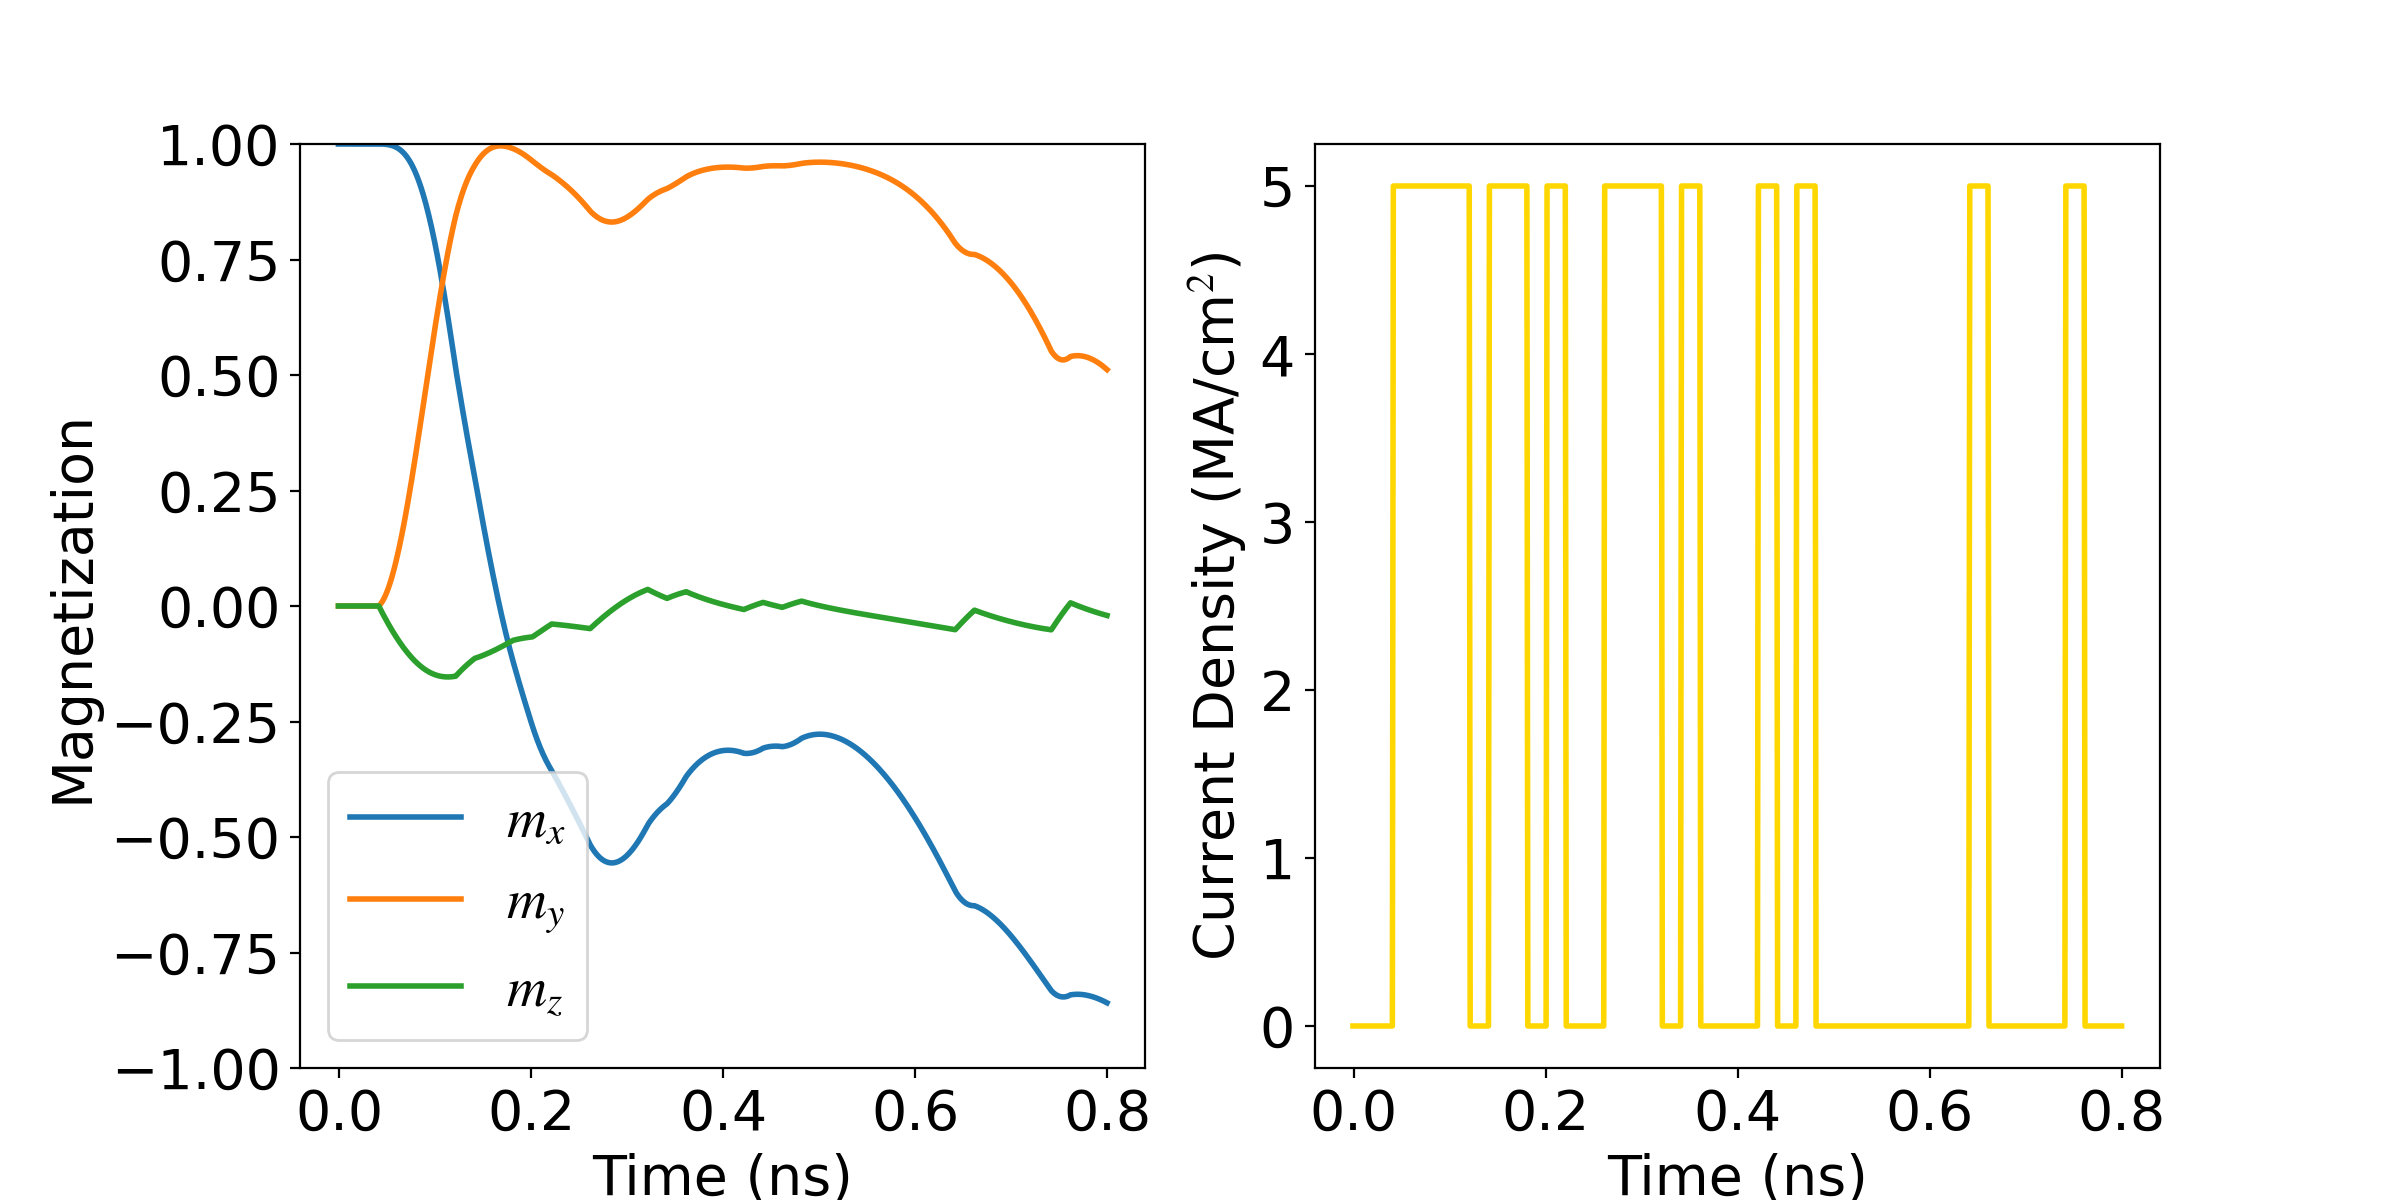 Magnetization
1.00
0.75
0.50
0.25
0.00
−0.25
−0.50
−0.75
−1.00
m_x
m_y
m_z
0.0 0.2 0.4 0.6 0.8
Time (ns)
Current Density (MA/cm²)
5
4
3
2
1
0
0.0 0.2 0.4 0.6 0.8
Time (ns)